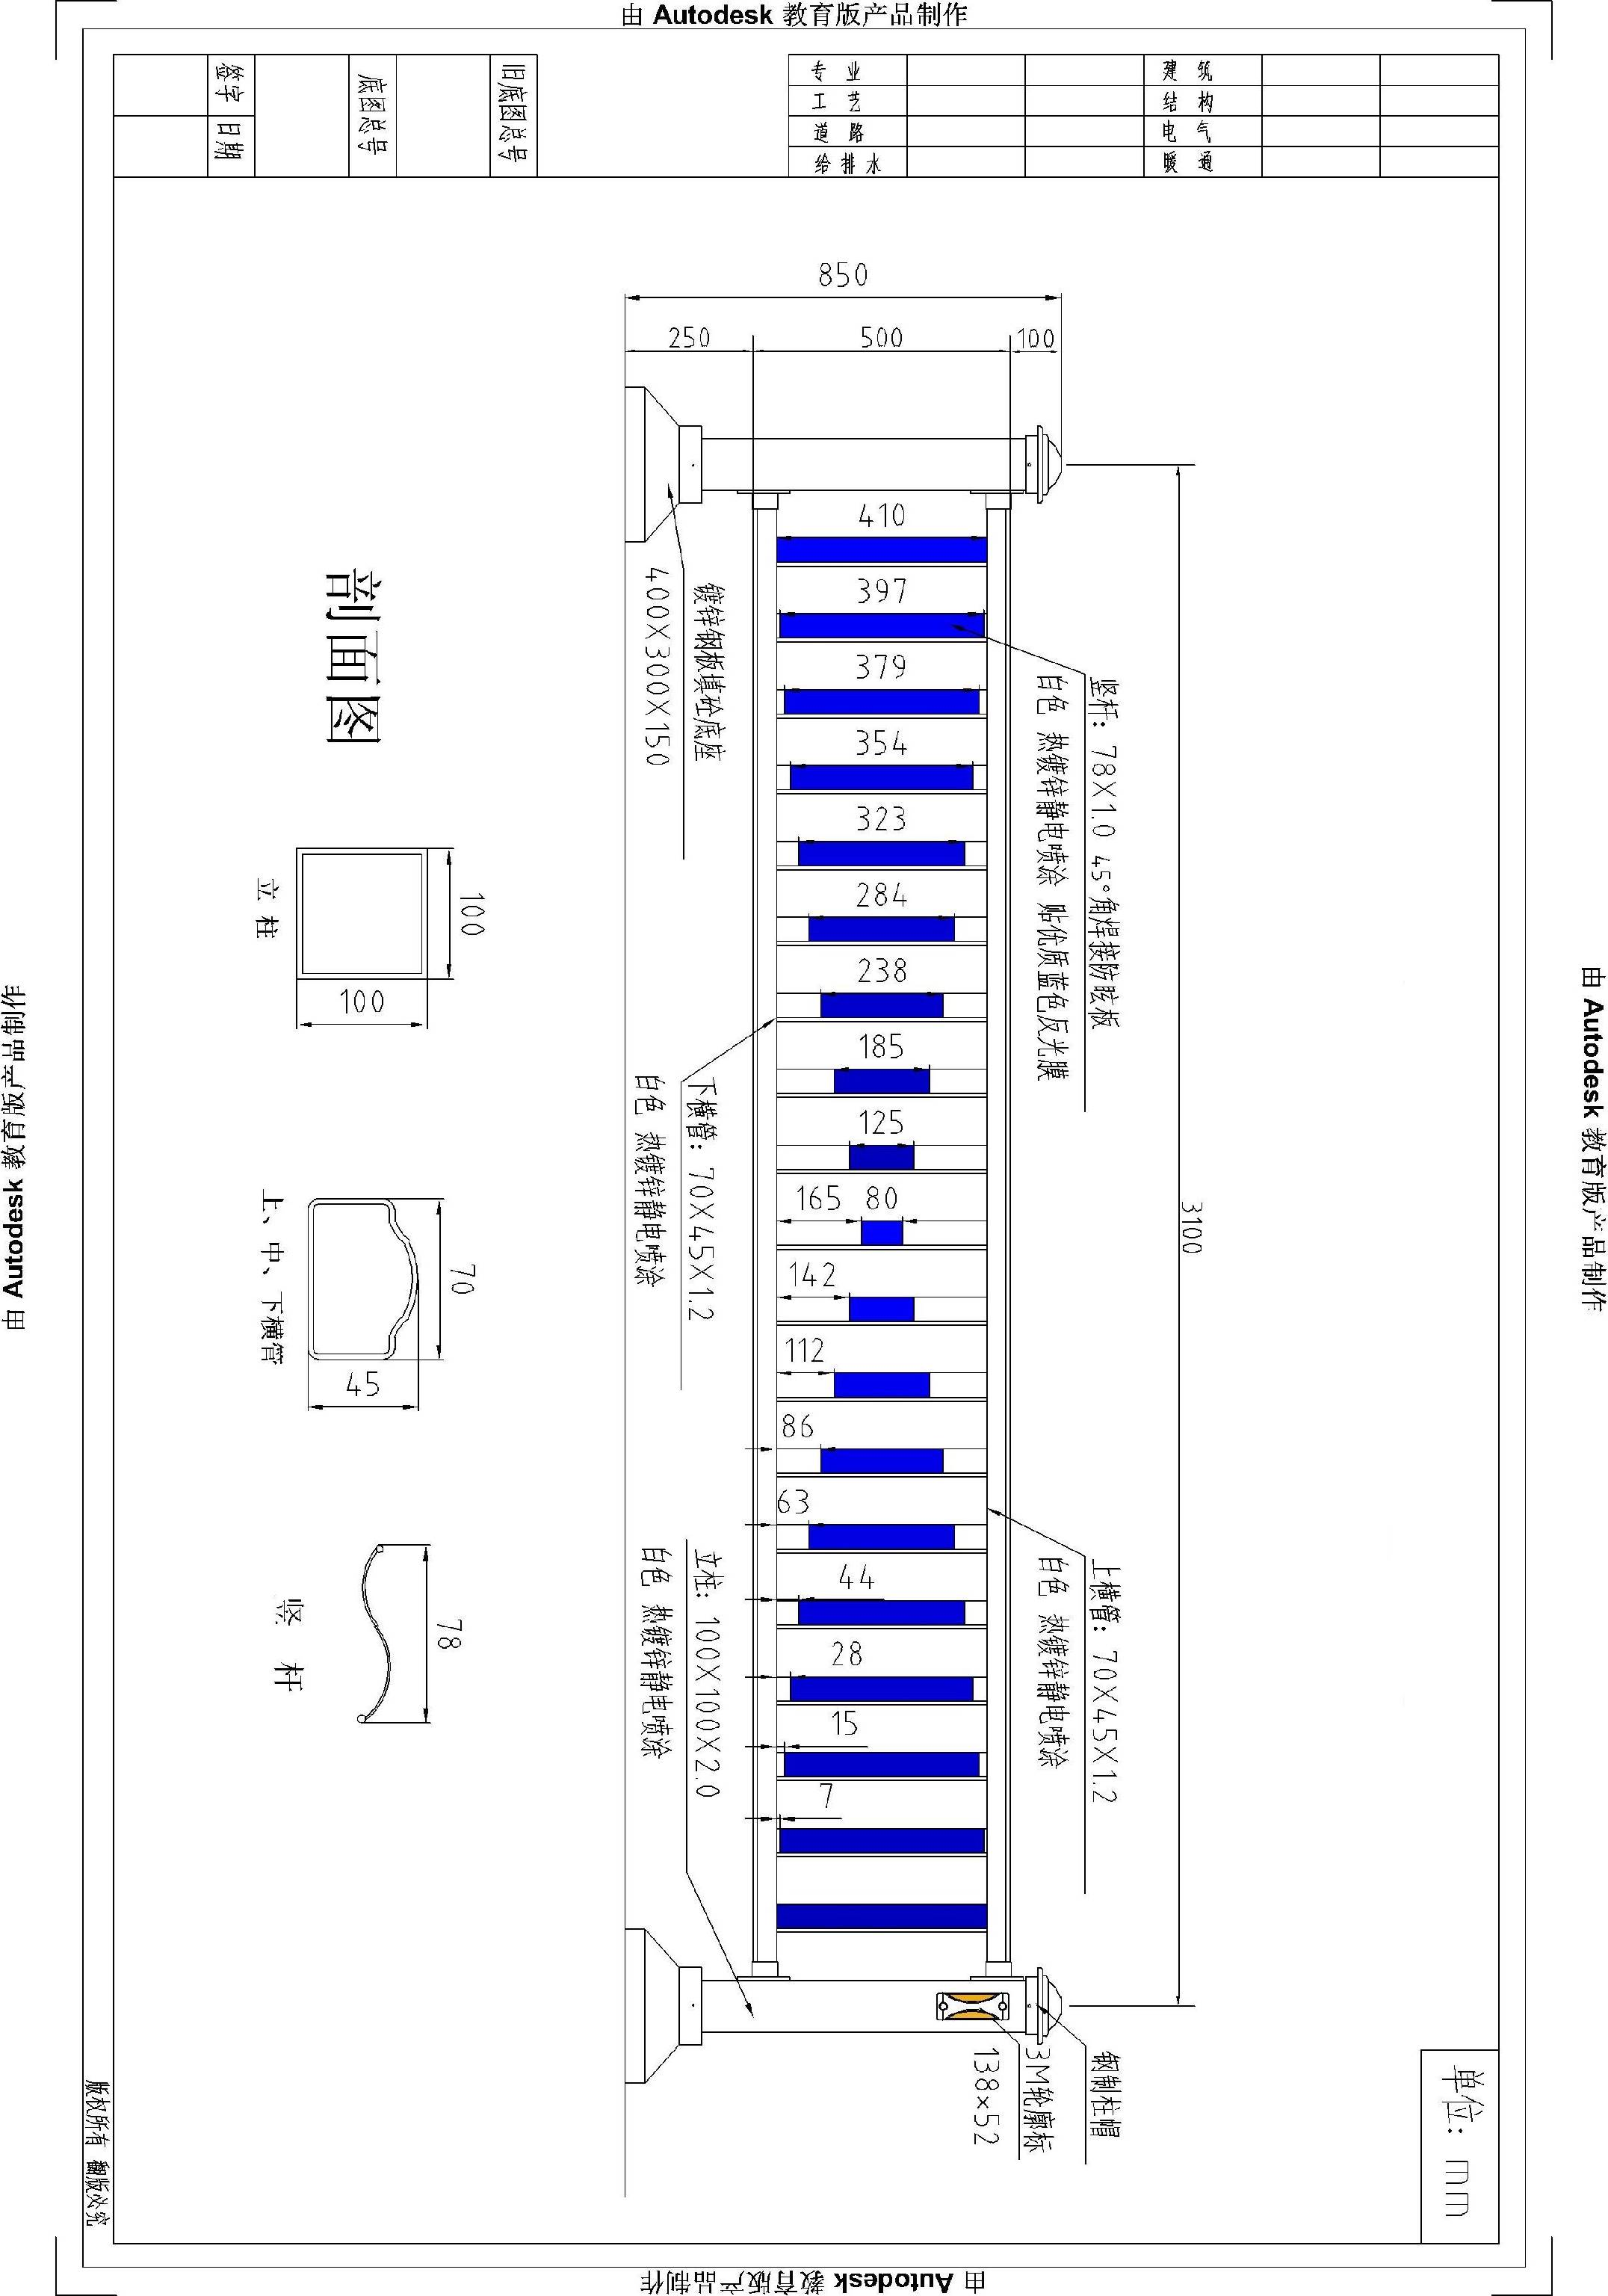 由 Autodesk 教育版产品制作
由 Autodesk 教育版产品制作
由 Autodesk 教育版产品制作
由 Autodesk 教育版产品制作
签字
日期
底图总号
旧底图总号
专 业
工 艺
道 路
给 排 水
建 筑
结 构
电 气
暖 通
850
250
500
100
3100
410
397
379
354
323
284
238
185
125
165
80
142
112
86
63
44
28
15
7
竖杆: 78X1.0 45°角焊接防眩板
白色 热镀锌静电喷涂 贴优质蓝色反光膜
上横管: 70X45X1.2
白色 热镀锌静电喷涂
镀锌钢板填砼底座
400X300X150
下横管: 70X45X1.2
白色 热镀锌静电喷涂
立柱: 100X100X2.0
白色 热镀锌静电喷涂
钢制柱帽
3M轮廓标
138×52
剖面图
100
100
立 柱
70
45
上、中、下横管
78
竖 杆
单位: mm
版权所有 翻版必究